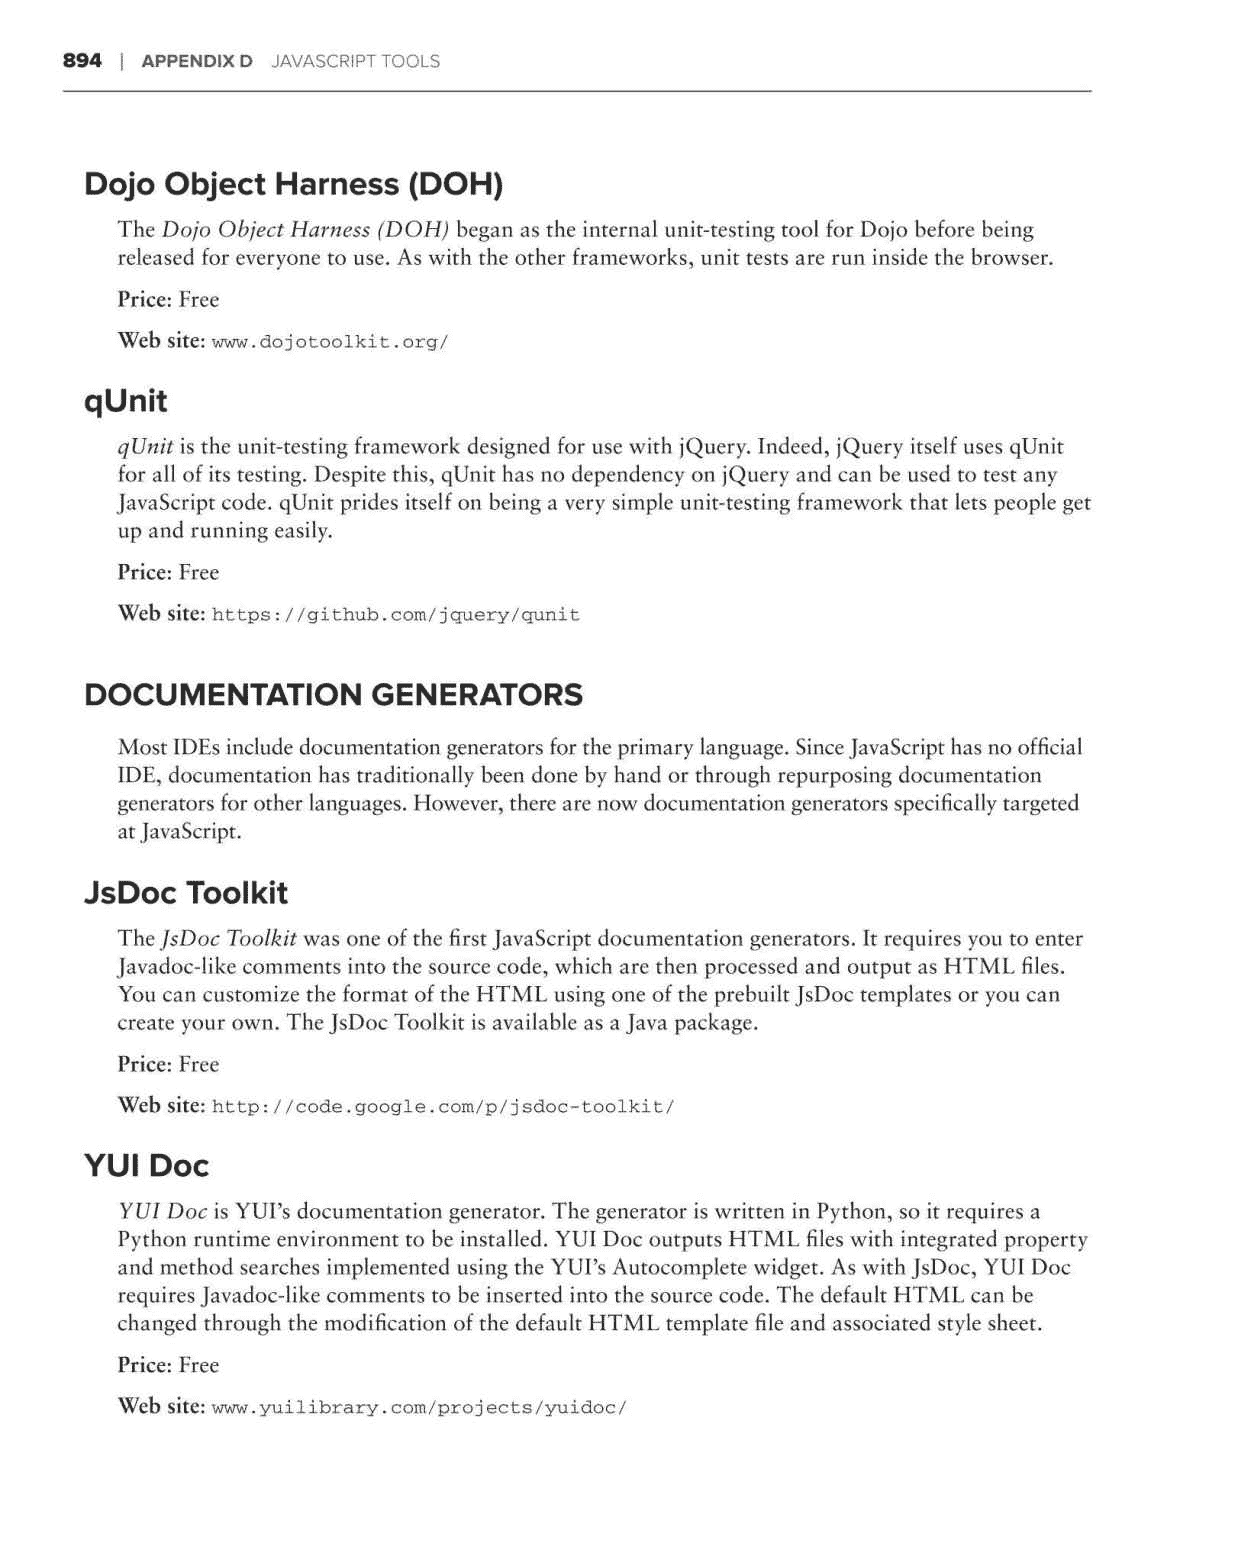 894 | APPENDIX D JAVASCRIPT TOOLS
Dojo Object Harness (DOH)
The Dojo Object Harness (DOH) began as the internal unit-testing tool for Dojo before being
released for everyone to use. As with the other frameworks, unit tests are run inside the browser.
Price: Free
Web site: www.dojotoolkit.org/
qUnit
qUnit is the unit-testing framework designed for use with jQuery. Indeed, jQuery itself uses qUnit
for all of its testing. Despite this, qUnit has no dependency on jQuery and can be used to test any
JavaScript code. qUnit prides itself on being a very simple unit-testing framework that lets people get
up and running easily.
Price: Free
Web site: https://github.com/jquery/qunit
DOCUMENTATION GENERATORS
Most IDEs include documentation generators for the primary language. Since JavaScript has no official
IDE, documentation has traditionally been done by hand or through repurposing documentation
generators for other languages. However, there are now documentation generators specifically targeted
at JavaScript.
JsDoc Toolkit
The JsDoc Toolkit was one of the first JavaScript documentation generators. It requires you to enter
Javadoc-like comments into the source code, which are then processed and output as HTML files.
You can customize the format of the HTML using one of the prebuilt JsDoc templates or you can
create your own. The JsDoc Toolkit is available as a Java package.
Price: Free
Web site: http://code.google.com/p/jsdoc-toolkit/
YUI Doc
YUI Doc is YUI’s documentation generator. The generator is written in Python, so it requires a
Python runtime environment to be installed. YUI Doc outputs HTML files with integrated property
and method searches implemented using the YUI’s Autocomplete widget. As with JsDoc, YUI Doc
requires Javadoc-like comments to be inserted into the source code. The default HTML can be
changed through the modification of the default HTML template file and associated style sheet.
Price: Free
Web site: www.yuilibrary.com/projects/yuidoc/